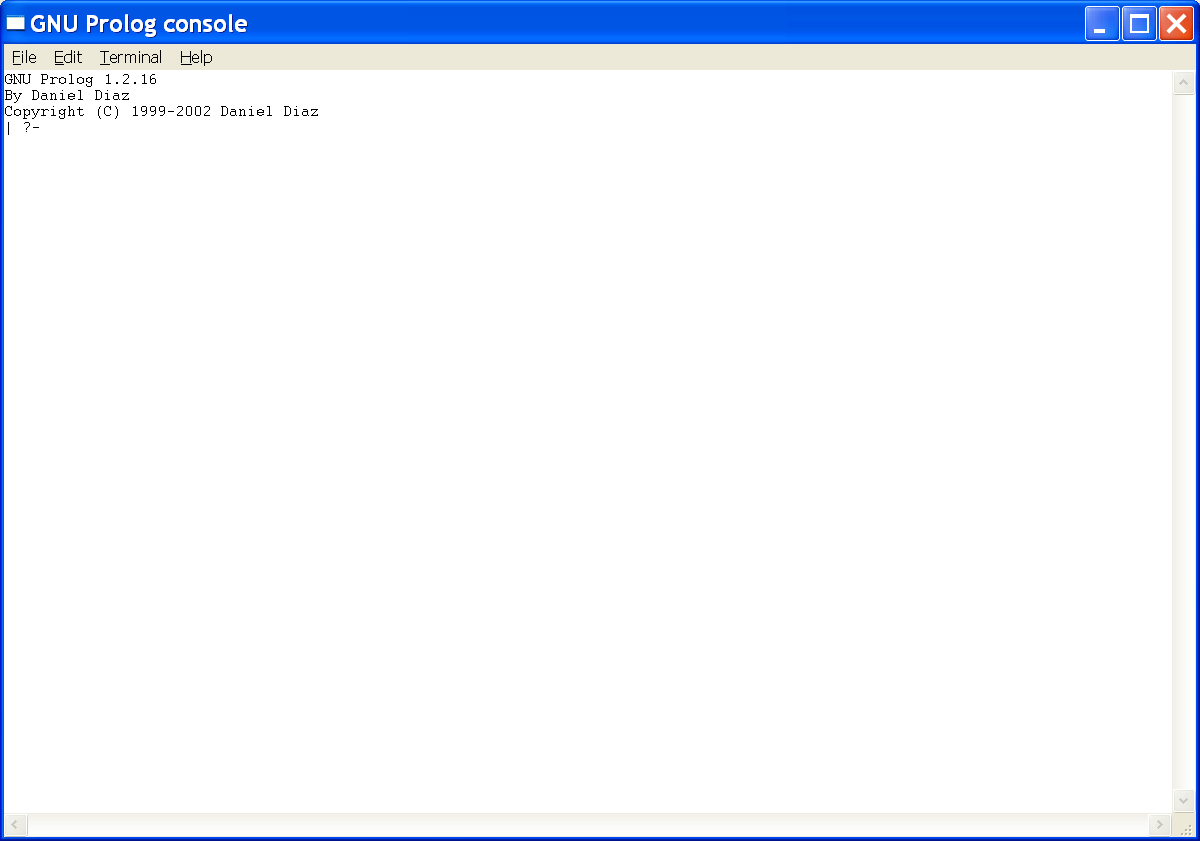 GNU Prolog console
File Edit Terminal Help
GNU Prolog 1.2.16
By Daniel Diaz
Copyright (C) 1999-2002 Daniel Diaz
| ?-